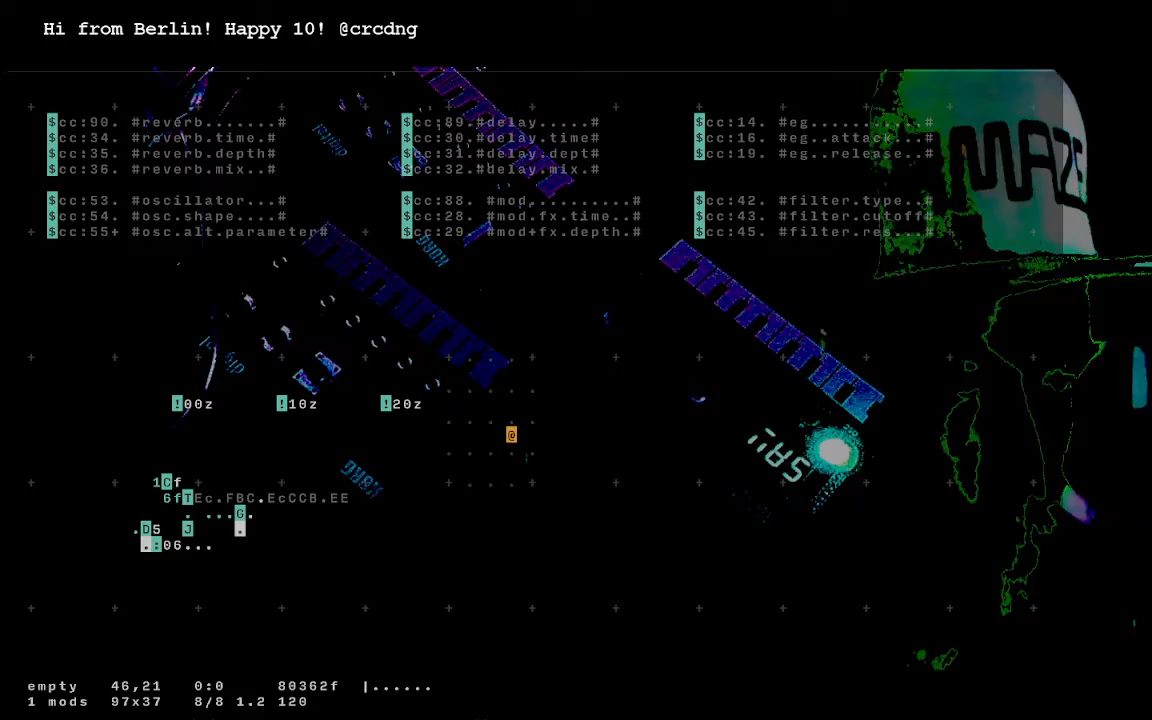 Hi from Berlin! Happy 10! @crcdng
$cc:90. #reverb.......# $cc:89. #delay.....# $cc:14. #eg...........#
$cc:34. #reverb.time.# $cc:30. #delay.time# $cc:16. #eg..attack...#
$cc:35. #reverb.depth# $cc:31.#delay.dept# $cc:19. #eg..release..#
$cc:36. #reverb.mix..# $cc:32.#delay.mix.#
$cc:53. #oscillator...# $cc:88. #mod..........# $cc:42. #filter.type..#
$cc:54. #osc.shape....# $cc:28. #mod.fx.time..# $cc:43. #filter.cutoff#
$cc:55+ #osc.alt.parameter# $cc:29. #mod+fx.depth.# $cc:45. #filter.res...#
MAZE
KORG
!00z !10z !20z
@
KORG
1Cf
6fTEc.FBC.EcCCB.EE
. ...G.
.D5 J .
.:06...
empty 46,21 0:0 80362f |......
1 mods 97x37 8/8 1.2 120